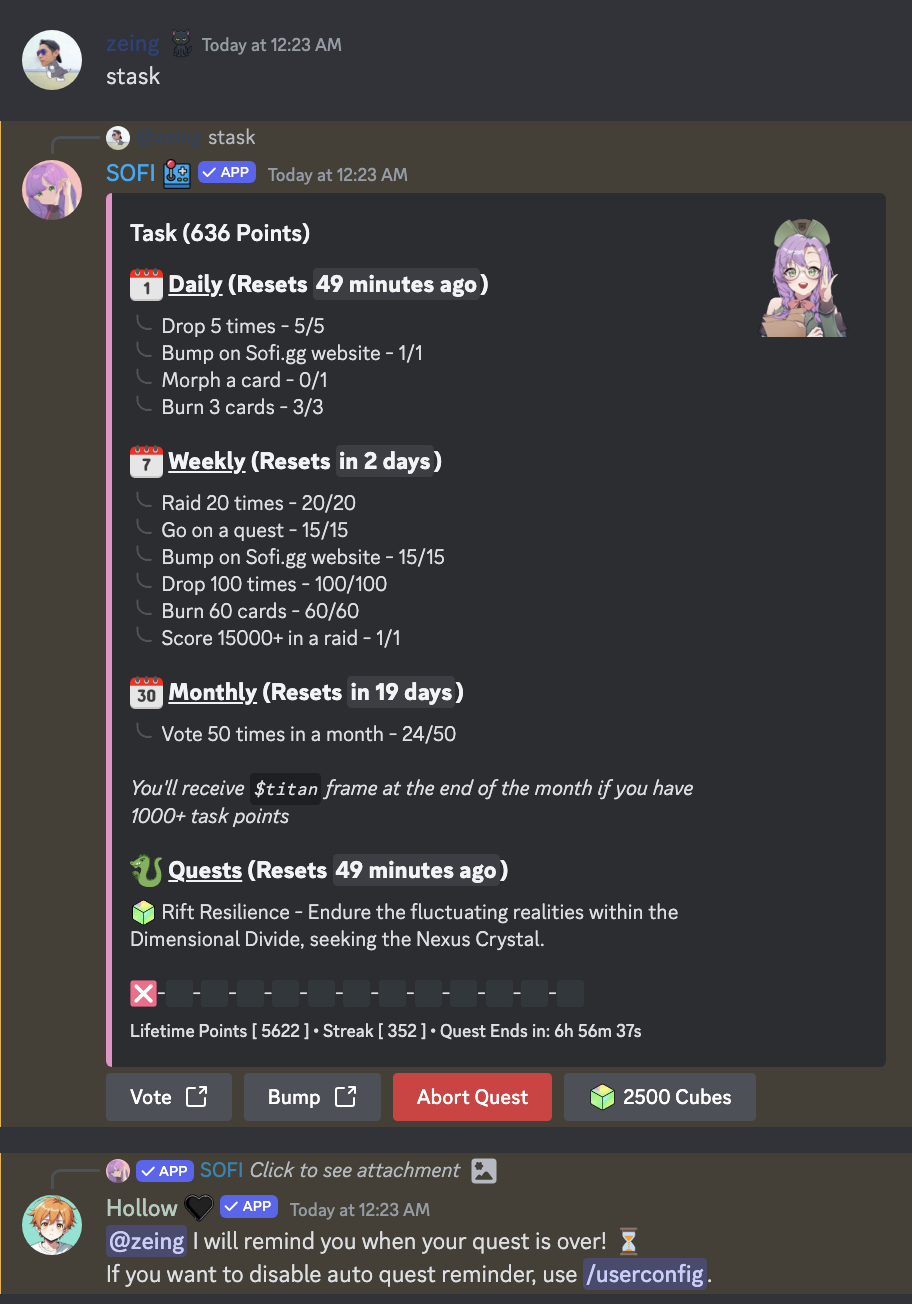 zeing Today at 12:23 AM
stask
@zeing stask
SOFI APP Today at 12:23 AM
Task (636 Points)
1 Daily (Resets 49 minutes ago)
Drop 5 times - 5/5
Bump on Sofi.gg website - 1/1
Morph a card - 0/1
Burn 3 cards - 3/3
7 Weekly (Resets in 2 days)
Raid 20 times - 20/20
Go on a quest - 15/15
Bump on Sofi.gg website - 15/15
Drop 100 times - 100/100
Burn 60 cards - 60/60
Score 15000+ in a raid - 1/1
30 Monthly (Resets in 19 days)
Vote 50 times in a month - 24/50
You'll receive $titan frame at the end of the month if you have
1000+ task points
Quests (Resets 49 minutes ago)
Rift Resilience - Endure the fluctuating realities within the
Dimensional Divide, seeking the Nexus Crystal.
Lifetime Points [ 5622 ] • Streak [ 352 ] • Quest Ends in: 6h 56m 37s
Vote Bump Abort Quest 2500 Cubes
APP SOFI Click to see attachment
Hollow APP Today at 12:23 AM
@zeing I will remind you when your quest is over!
If you want to disable auto quest reminder, use /userconfig.